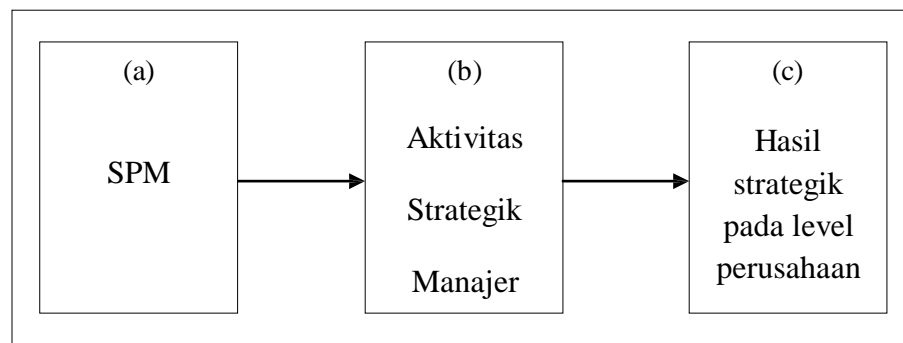 (a)
SPM
(b)
Aktivitas
Strategik
Manajer
(c)
Hasil
strategik
pada level
perusahaan